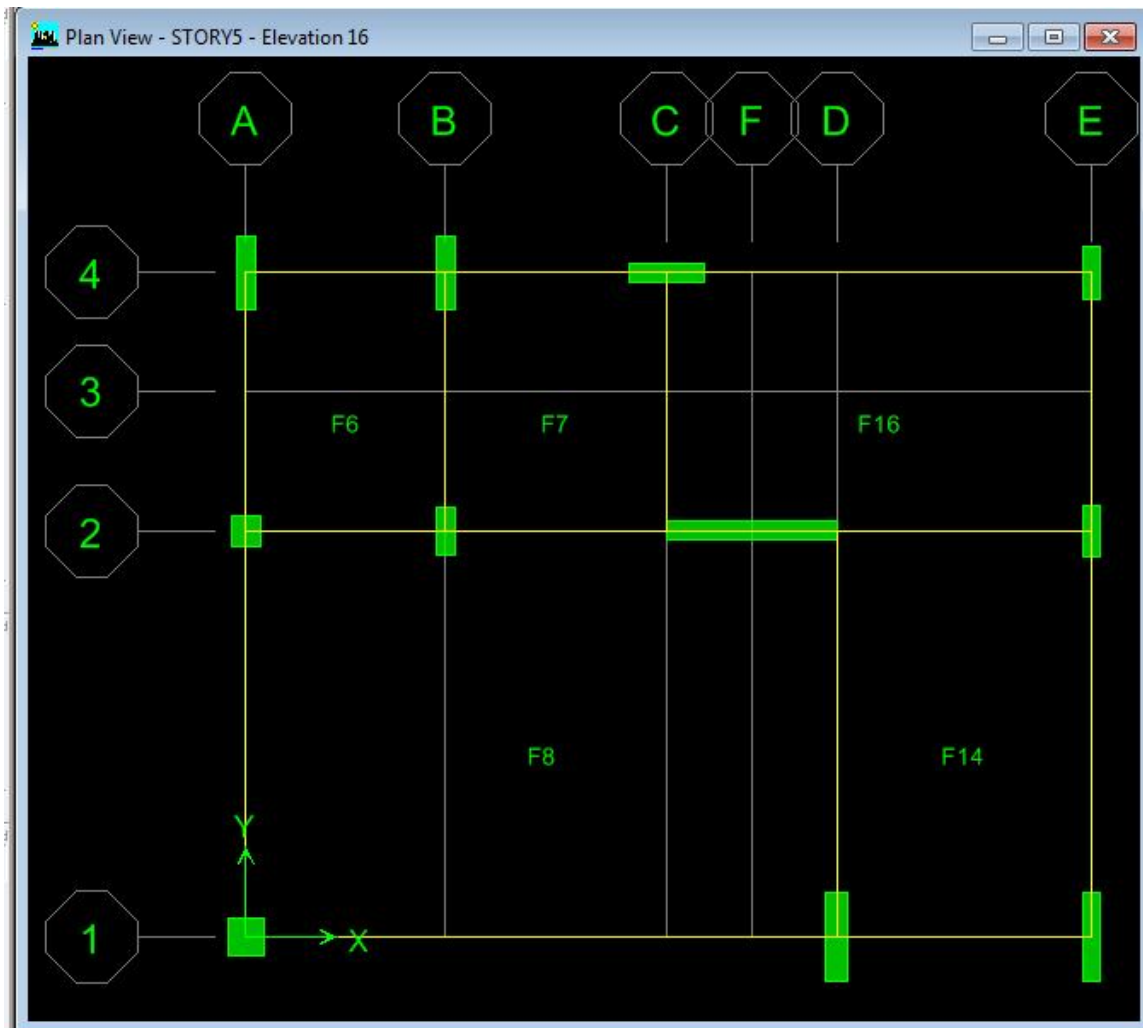 Plan View - STORY5 - Elevation 16
A B C F D E
4
3
F6 F7 F16
2
F8 F14
Y
1 X